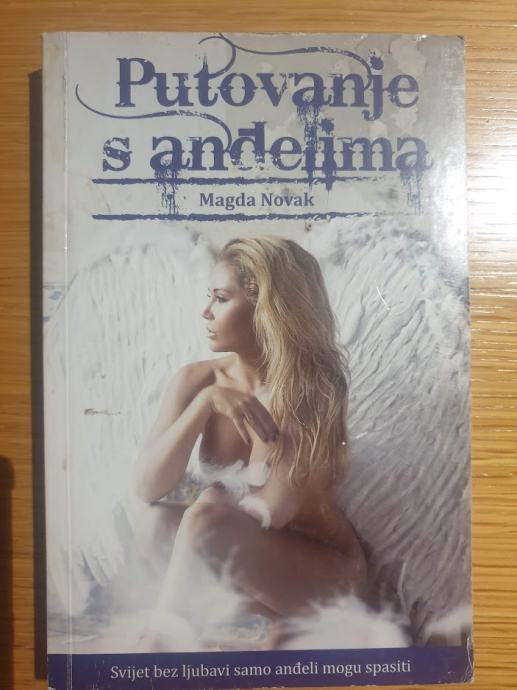 Putovanje
s anđelima
Magda Novak
Svijet bez ljubavi samo anđeli mogu spasiti